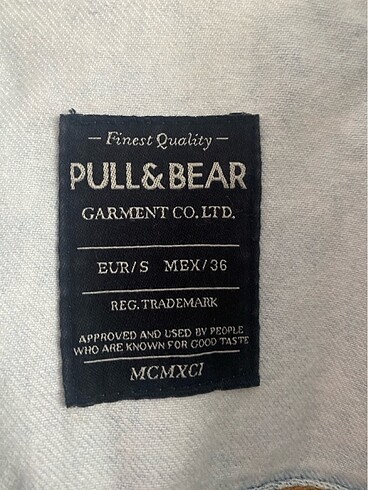 — Finest Quality —
PULL&BEAR
GARMENT CO. LTD.
EUR/S MEX/36
REG. TRADEMARK
APPROVED AND USED BY PEOPLE
WHO ARE KNOWN FOR GOOD TASTE
MCMXCI